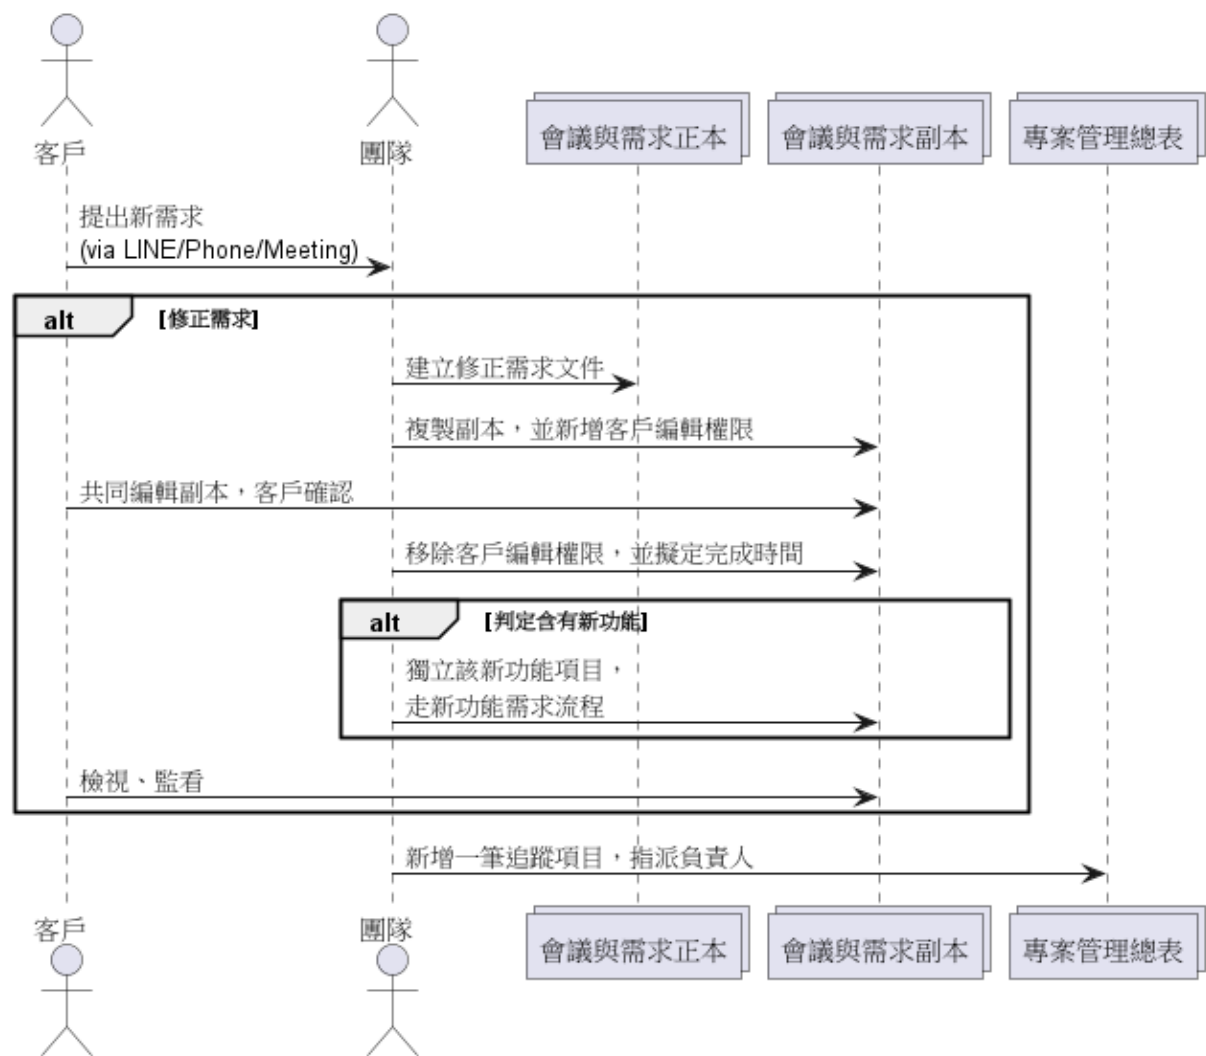 客戶
團隊
會議與需求正本
會議與需求副本
專案管理總表
提出新需求
(via LINE/Phone/Meeting)
alt
[修正需求]
建立修正需求文件
複製副本，並新增客戶編輯權限
共同編輯副本，客戶確認
移除客戶編輯權限，並擬定完成時間
alt
[判定含有新功能]
獨立該新功能項目，
走新功能需求流程
檢視、監看
新增一筆追蹤項目，指派負責人
客戶
團隊
會議與需求正本
會議與需求副本
專案管理總表